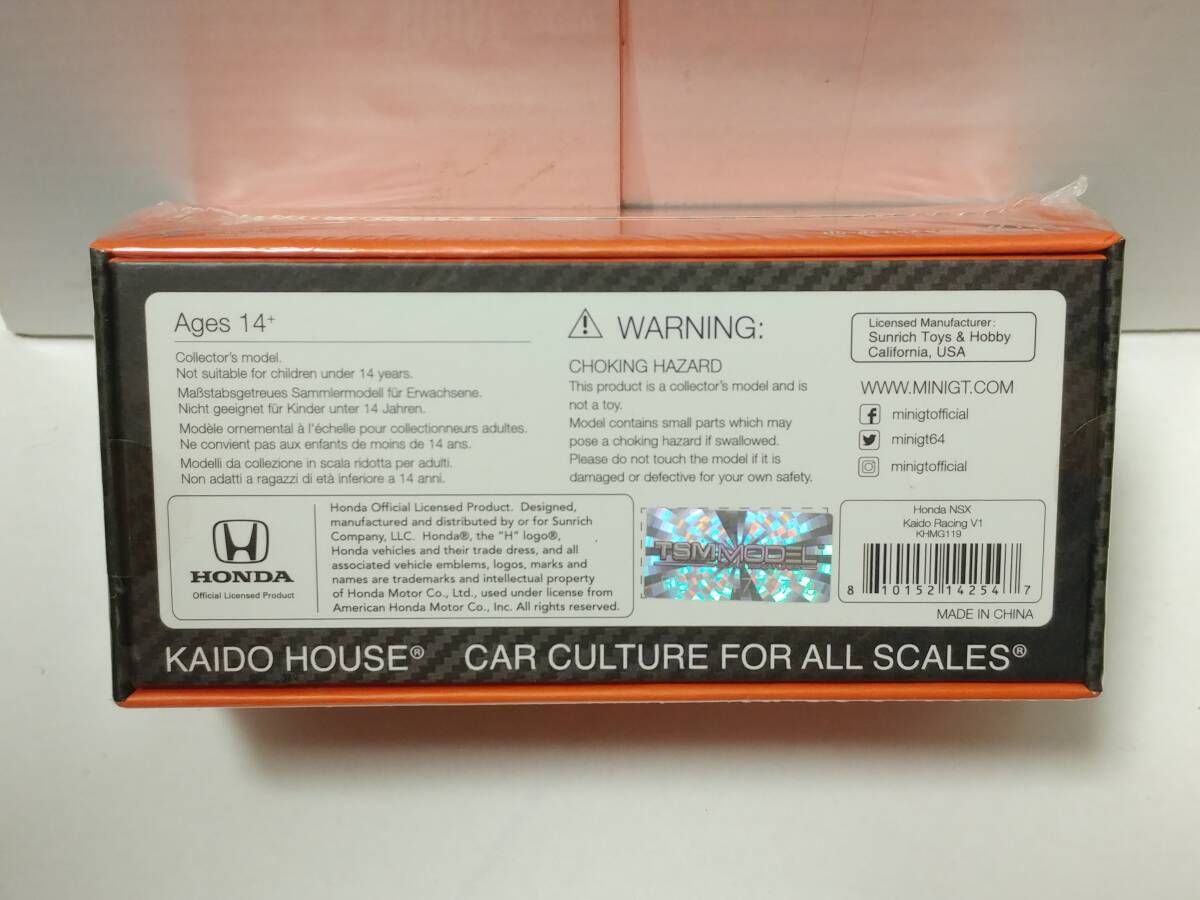 Ages 14+
Collector's model.
Not suitable for children under 14 years.
Maßstabsgetreues Sammlermodell für Erwachsene.
Nicht geeignet für Kinder unter 14 Jahren.
Modèle ornemental à l'échelle pour collectionneurs adultes.
Ne convient pas aux enfants de moins de 14 ans.
Modelli da collezione in scala ridotta per adulti.
Non adatti a ragazzi di età inferiore a 14 anni.
WARNING:
CHOKING HAZARD
This product is a collector's model and is
not a toy.
Model contains small parts which may
pose a choking hazard if swallowed.
Please do not touch the model if it is
damaged or defective for your own safety.
Licensed Manufacturer:
Sunrich Toys & Hobby
California, USA
WWW.MINIGT.COM
minigtofficial
minigt64
minigtofficial
HONDA
Official Licensed Product
Honda Official Licensed Product. Designed,
manufactured and distributed by or for Sunrich
Company, LLC. Honda®, the "H" logo®,
Honda vehicles and their trade dress, and all
associated vehicle emblems, logos, marks and
names are trademarks and intellectual property
of Honda Motor Co., Ltd., used under license from
American Honda Motor Co., Inc. All rights reserved.
TSM MODEL
Honda NSX
Kaido Racing V1
KHMG119
8 10152 14254 7
MADE IN CHINA
KAIDO HOUSE® CAR CULTURE FOR ALL SCALES®